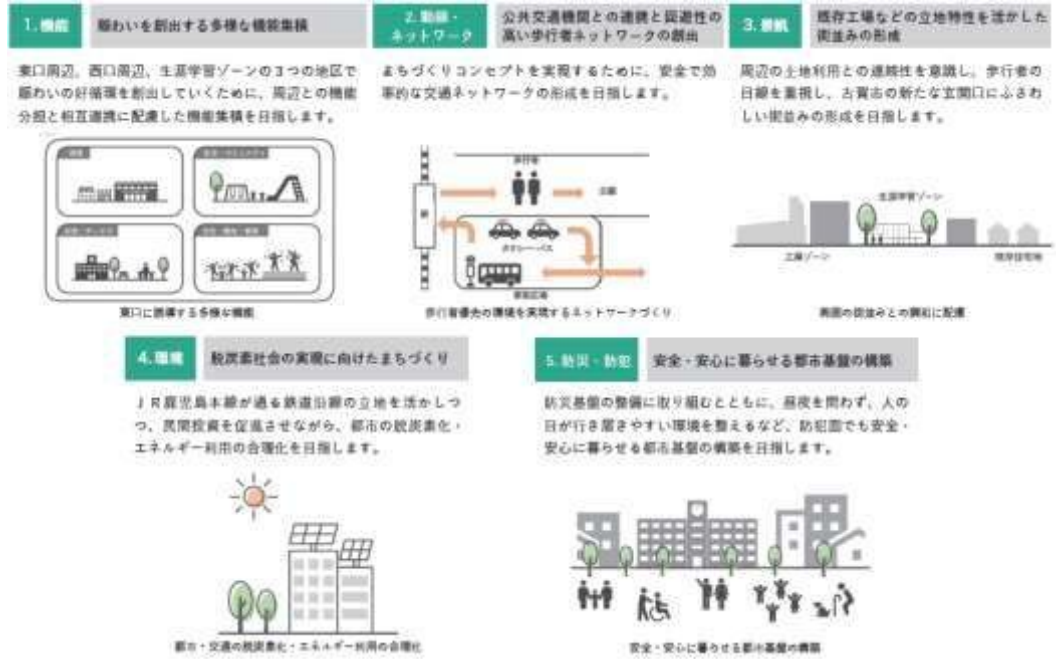 1. 機能
賑わいを創出する多様な機能集積
東口周辺、西口周辺、生涯学習ゾーンの3つの地区で
賑わいの好循環を創出していくために、周辺との機能
分担と相互連携に配慮した機能集積を目指します。
東口に誘導する多様な機能
2. 動線・
ネットワーク
公共交通機関との連携と回遊性の
高い歩行者ネットワークの創出
まちづくりコンセプトを実現するために、安全で効
率的な交通ネットワークの形成を目指します。
歩行者
駅
タクシー・バス
駅前広場
歩行者優先の環境を実現するネットワークづくり
3. 景観
既存工場などの立地特性を活かした
街並みの形成
周辺の土地利用との連続性を意識し、歩行者の
目線を重視し、古賀市の新たな玄関口にふさわ
しい街並みの形成を目指します。
生涯学習ゾーン
工業ゾーン
既存住宅地
周囲の街並みとの調和に配慮
4. 環境
脱炭素社会の実現に向けたまちづくり
JR鹿児島本線が通る鉄道沿線の立地を活かしつ
つ、民間投資を促進させながら、都市の脱炭素化・
エネルギー利用の合理化を目指します。
都市・交通の脱炭素化・エネルギー利用の合理化
5. 防災・防犯
安全・安心に暮らせる都市基盤の構築
防災基盤の整備に取り組むとともに、昼夜を問わず、人の
目が行き届きやすい環境を整えるなど、防犯面でも安全・
安心に暮らせる都市基盤の構築を目指します。
安全・安心に暮らせる都市基盤の構築